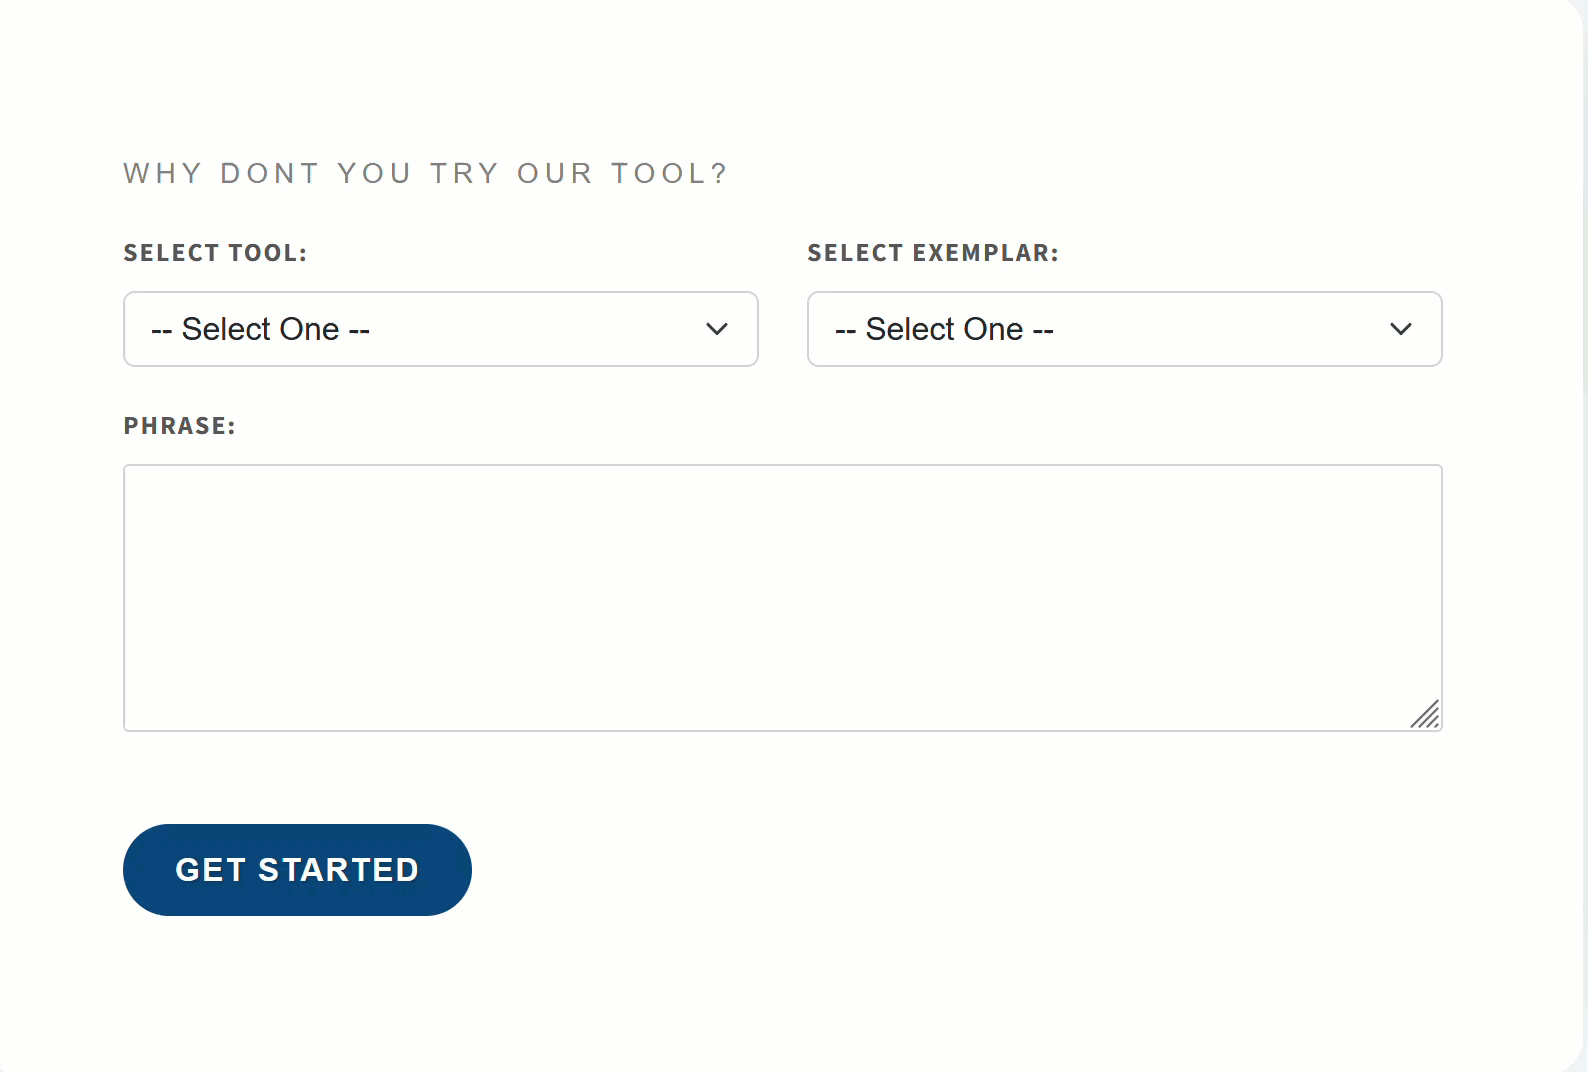 WHY DONT YOU TRY OUR TOOL?
SELECT TOOL:
SELECT EXEMPLAR:
-- Select One --
-- Select One --
PHRASE:
GET STARTED